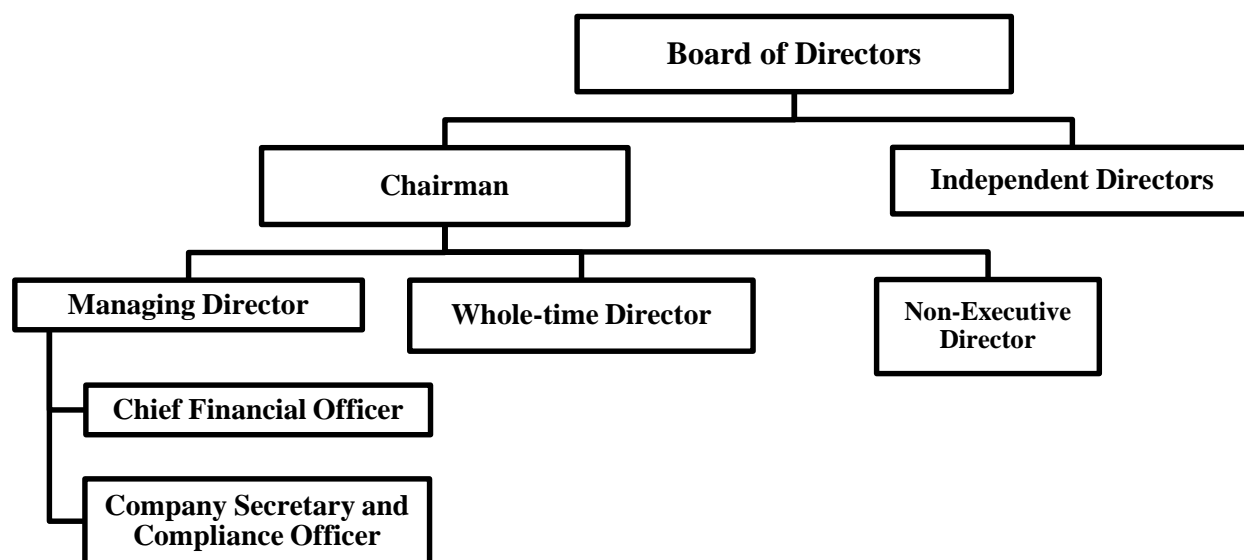 Board of Directors
Chairman
Independent Directors
Managing Director
Whole-time Director
Non-Executive
Director
Chief Financial Officer
Company Secretary and
Compliance Officer